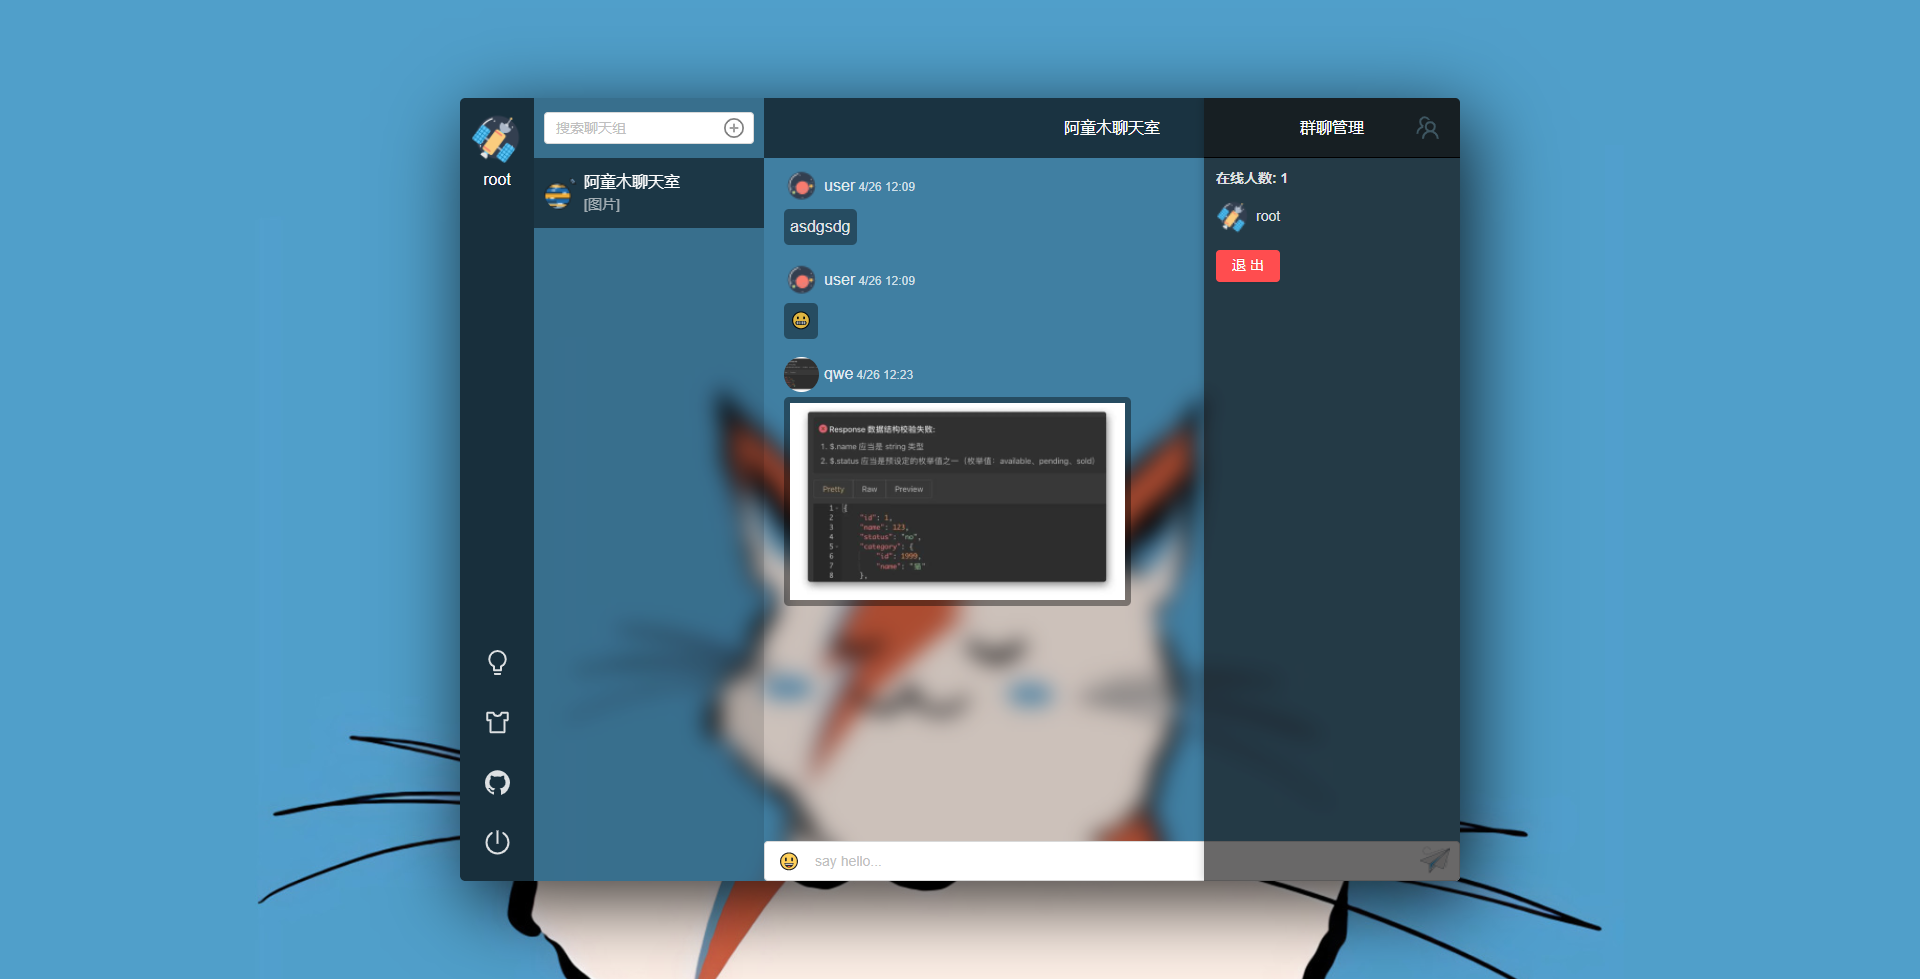 root
搜索聊天组
阿童木聊天室
[图片]
阿童木聊天室
user 4/26 12:09
asdgsdg
user 4/26 12:09
qwe 4/26 12:23
Response 数据结构校验失败:
1. $.name 应当是 string 类型
2. $.status 应当是预设定的枚举值之一（枚举值：available、pending、sold）
Pretty Raw Preview
1 {
2 "id": 1,
3 "name": 123,
4 "status": "no",
5 "category": {
6 "id": 1999,
7 "name": "猫"
8 },
say hello...
群聊管理
在线人数: 1
root
退 出